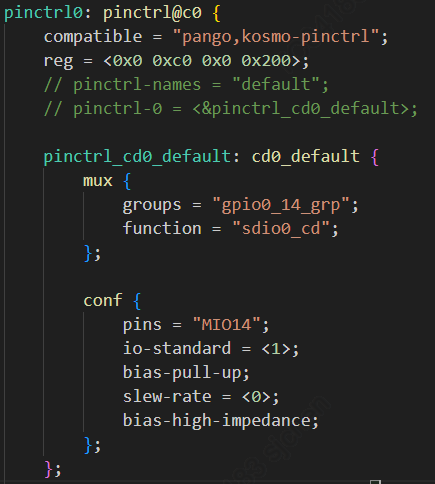 pinctrl0: pinctrl@c0 {
    compatible = "pango,kosmo-pinctrl";
    reg = <0x0 0xc0 0x0 0x200>;
    // pinctrl-names = "default";
    // pinctrl-0 = <&pinctrl_cd0_default>;

    pinctrl_cd0_default: cd0_default {
        mux {
            groups = "gpio0_14_grp";
            function = "sdio0_cd";
        };

        conf {
            pins = "MIO14";
            io-standard = <1>;
            bias-pull-up;
            slew-rate = <0>;
            bias-high-impedance;
        };
    };